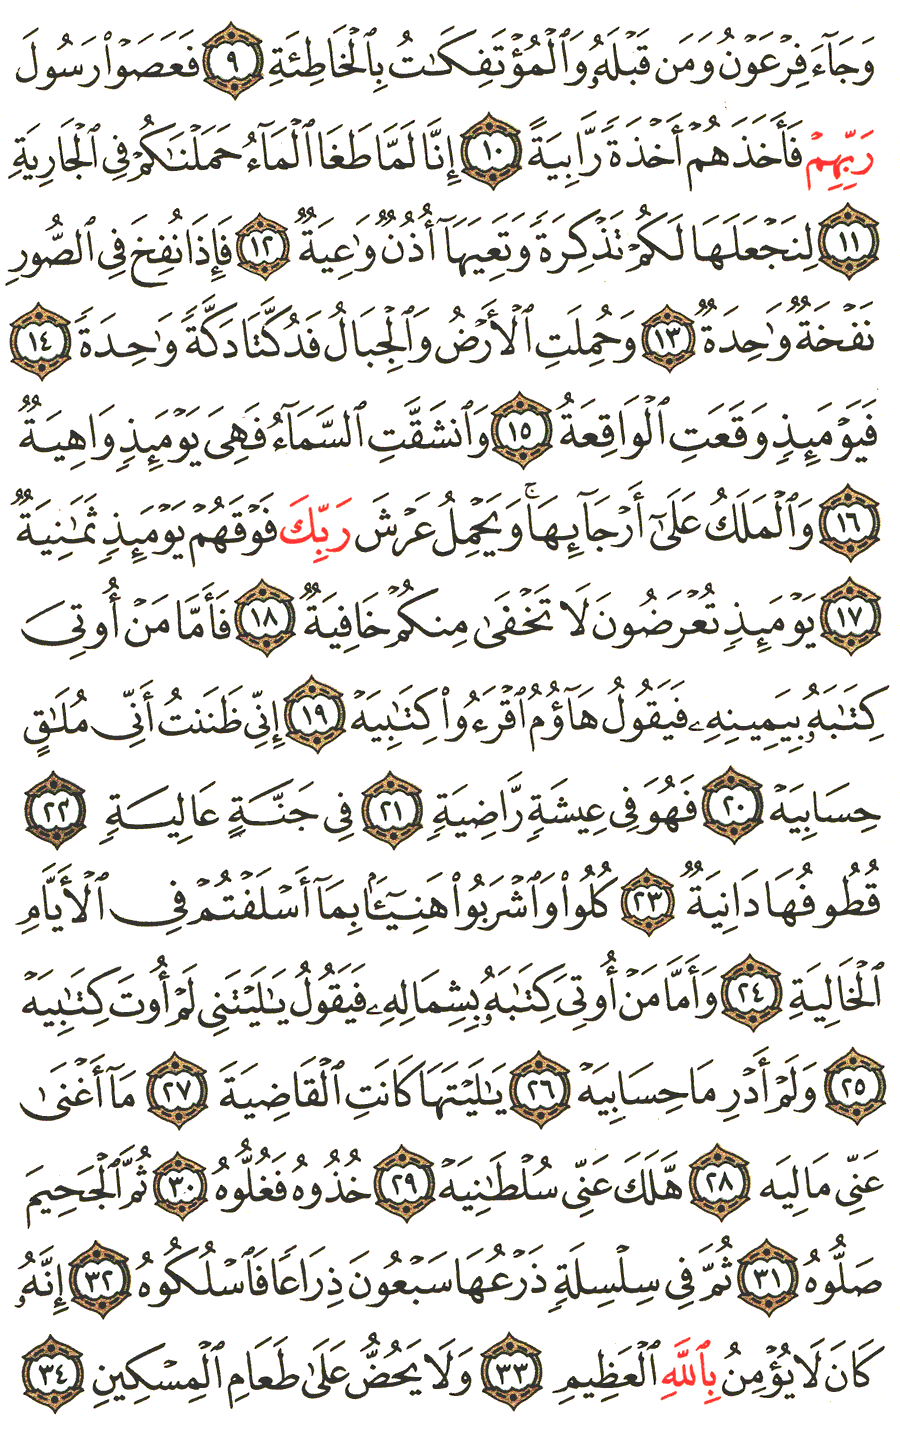 وَجَآءَ فِرْعَوْنُ وَمَن قَبْلَهُۥ وَٱلْمُؤْتَفِكَٰتُ بِٱلْخَاطِئَةِ ٩ فَعَصَوْا۟ رَسُولَ
رَبِّهِمْ فَأَخَذَهُمْ أَخْذَةً رَّابِيَةً ١٠ إِنَّا لَمَّا طَغَا ٱلْمَآءُ حَمَلْنَٰكُمْ فِى ٱلْجَارِيَةِ
١١ لِنَجْعَلَهَا لَكُمْ تَذْكِرَةً وَتَعِيَهَآ أُذُنٌ وَٰعِيَةٌ ١٢ فَإِذَا نُفِخَ فِى ٱلصُّورِ
نَفْخَةٌ وَٰحِدَةٌ ١٣ وَحُمِلَتِ ٱلْأَرْضُ وَٱلْجِبَالُ فَدُكَّتَا دَكَّةً وَٰحِدَةً ١٤
فَيَوْمَئِذٍ وَقَعَتِ ٱلْوَاقِعَةُ ١٥ وَٱنشَقَّتِ ٱلسَّمَآءُ فَهِىَ يَوْمَئِذٍ وَاهِيَةٌ
١٦ وَٱلْمَلَكُ عَلَىٰٓ أَرْجَآئِهَا ۚ وَيَحْمِلُ عَرْشَ رَبِّكَ فَوْقَهُمْ يَوْمَئِذٍ ثَمَٰنِيَةٌ
١٧ يَوْمَئِذٍ تُعْرَضُونَ لَا تَخْفَىٰ مِنكُمْ خَافِيَةٌ ١٨ فَأَمَّا مَنْ أُوتِىَ
كِتَٰبَهُۥ بِيَمِينِهِۦ فَيَقُولُ هَآؤُمُ ٱقْرَءُوا۟ كِتَٰبِيَهْ ١٩ إِنِّى ظَنَنتُ أَنِّى مُلَٰقٍ
حِسَابِيَهْ ٢٠ فَهُوَ فِى عِيشَةٍ رَّاضِيَةٍ ٢١ فِى جَنَّةٍ عَالِيَةٍ ٢٢
قُطُوفُهَا دَانِيَةٌ ٢٣ كُلُوا۟ وَٱشْرَبُوا۟ هَنِيٓـًٔۢا بِمَآ أَسْلَفْتُمْ فِى ٱلْأَيَّامِ
ٱلْخَالِيَةِ ٢٤ وَأَمَّا مَنْ أُوتِىَ كِتَٰبَهُۥ بِشِمَالِهِۦ فَيَقُولُ يَٰلَيْتَنِى لَمْ أُوتَ كِتَٰبِيَهْ
٢٥ وَلَمْ أَدْرِ مَا حِسَابِيَهْ ٢٦ يَٰلَيْتَهَا كَانَتِ ٱلْقَاضِيَةَ ٢٧ مَآ أَغْنَىٰ
عَنِّى مَالِيَهْ ٢٨ هَّلَكَ عَنِّى سُلْطَٰنِيَهْ ٢٩ خُذُوهُ فَغُلُّوهُ ٣٠ ثُمَّ ٱلْجَحِيمَ
صَلُّوهُ ٣١ ثُمَّ فِى سِلْسِلَةٍ ذَرْعُهَا سَبْعُونَ ذِرَاعًا فَٱسْلُكُوهُ ٣٢ إِنَّهُۥ
كَانَ لَا يُؤْمِنُ بِٱللَّهِ ٱلْعَظِيمِ ٣٣ وَلَا يَحُضُّ عَلَىٰ طَعَامِ ٱلْمِسْكِينِ ٣٤